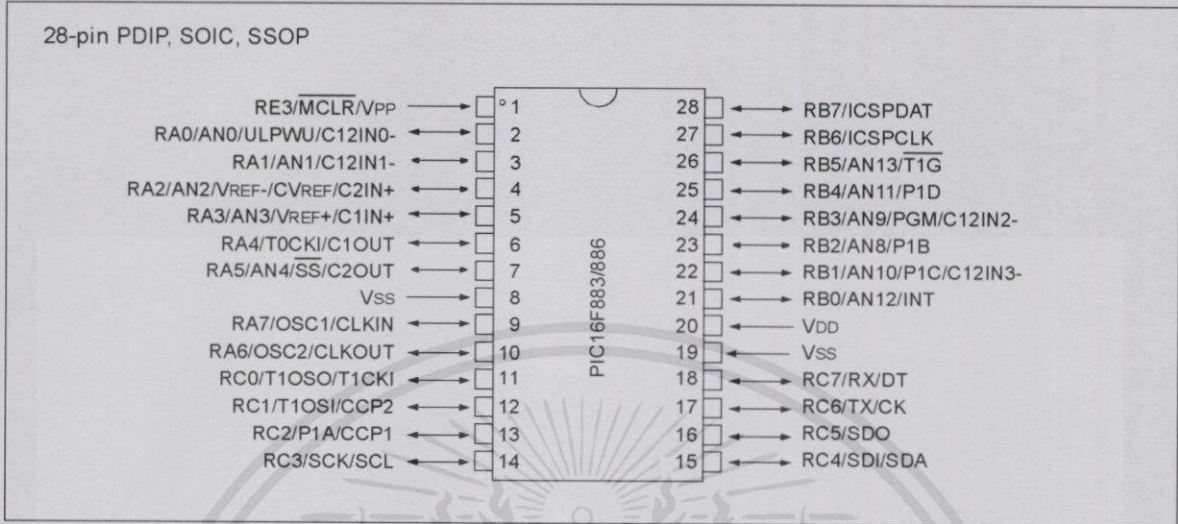 28-pin PDIP, SOIC, SSOP
RE3/MCLR/VPP 1
RA0/AN0/ULPWU/C12IN0- 2
RA1/AN1/C12IN1- 3
RA2/AN2/VREF-/CVREF/C2IN+ 4
RA3/AN3/VREF+/C1IN+ 5
RA4/T0CKI/C1OUT 6
RA5/AN4/SS/C2OUT 7
VSS 8
RA7/OSC1/CLKIN 9
RA6/OSC2/CLKOUT 10
RC0/T1OSO/T1CKI 11
RC1/T1OSI/CCP2 12
RC2/P1A/CCP1 13
RC3/SCK/SCL 14
PIC16F883/886
28 RB7/ICSPDAT
27 RB6/ICSPCLK
26 RB5/AN13/T1G
25 RB4/AN11/P1D
24 RB3/AN9/PGM/C12IN2-
23 RB2/AN8/P1B
22 RB1/AN10/P1C/C12IN3-
21 RB0/AN12/INT
20 VDD
19 VSS
18 RC7/RX/DT
17 RC6/TX/CK
16 RC5/SDO
15 RC4/SDI/SDA